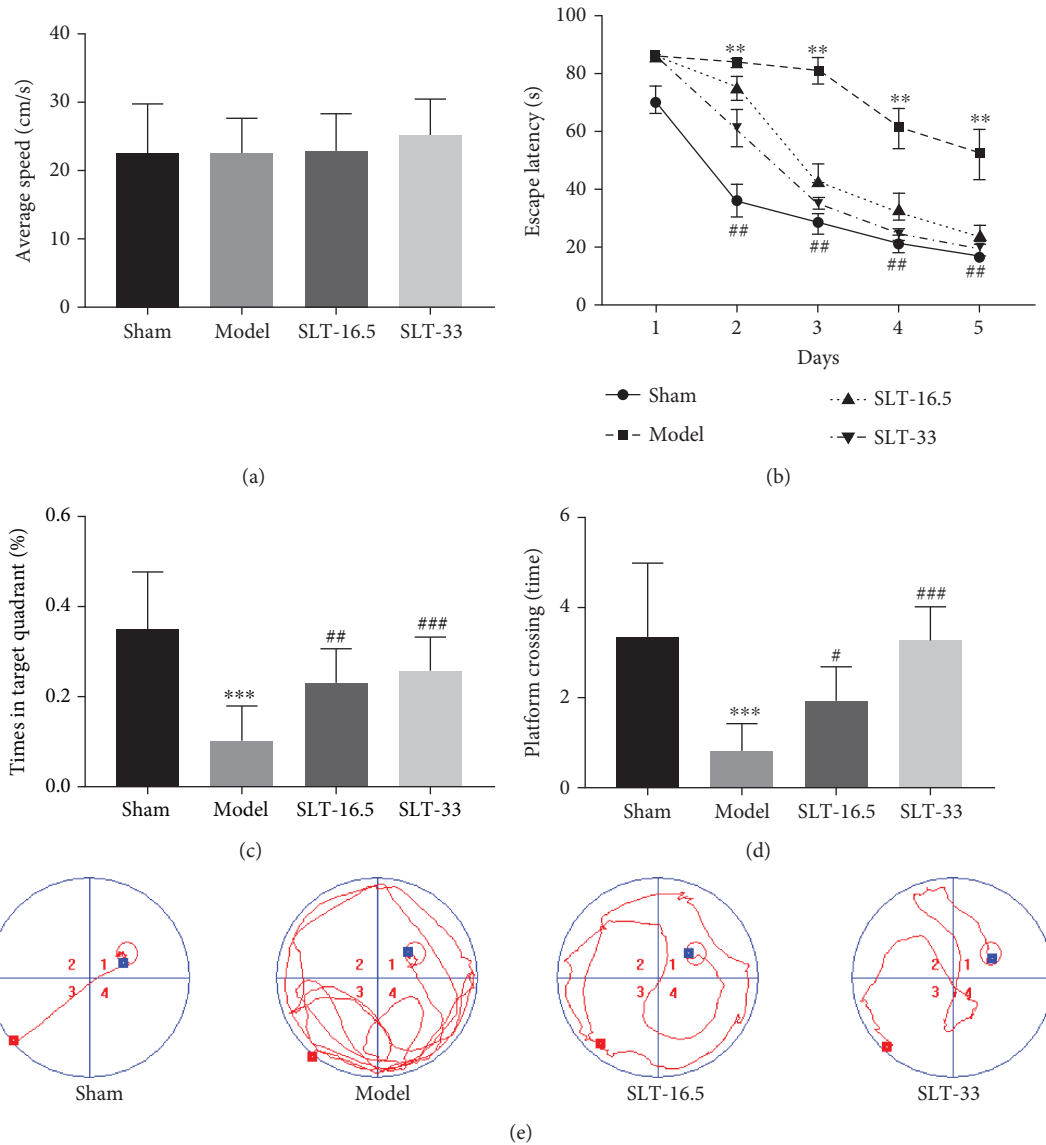 Average speed (cm/s)
40
30
20
10
0
Sham
Model
SLT-16.5
SLT-33
(a)
Escape latency (s)
100
80
60
40
20
0
**
**
**
**
##
##
##
##
1
2
3
4
5
Days
Sham
Model
SLT-16.5
SLT-33
(b)
Times in target quadrant (%)
0.6
0.4
0.2
0.0
***
##
###
Sham
Model
SLT-16.5
SLT-33
(c)
Platform crossing (time)
6
4
2
0
***
#
###
Sham
Model
SLT-16.5
SLT-33
(d)
2 1
3 4
Sham
2 1
3 4
Model
2 1
3 4
SLT-16.5
2 1
3 4
SLT-33
(e)